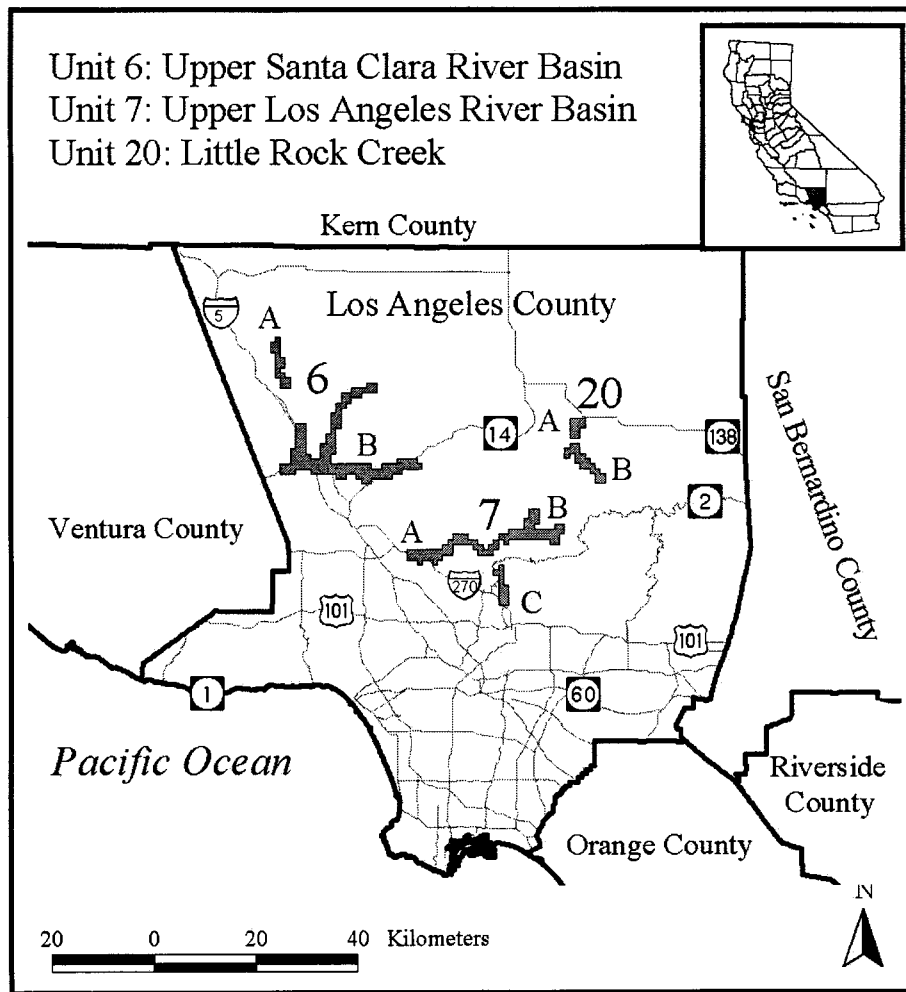 Unit 6: Upper Santa Clara River Basin
Unit 7: Upper Los Angeles River Basin
Unit 20: Little Rock Creek
Kern County
Los Angeles County
5
A
6
20
A
14
138
B
B
San Bernardino County
2
Ventura County
7
B
A
270
C
101
101
1
60
Pacific Ocean
Riverside
County
Orange County
N
20 0 20 40 Kilometers